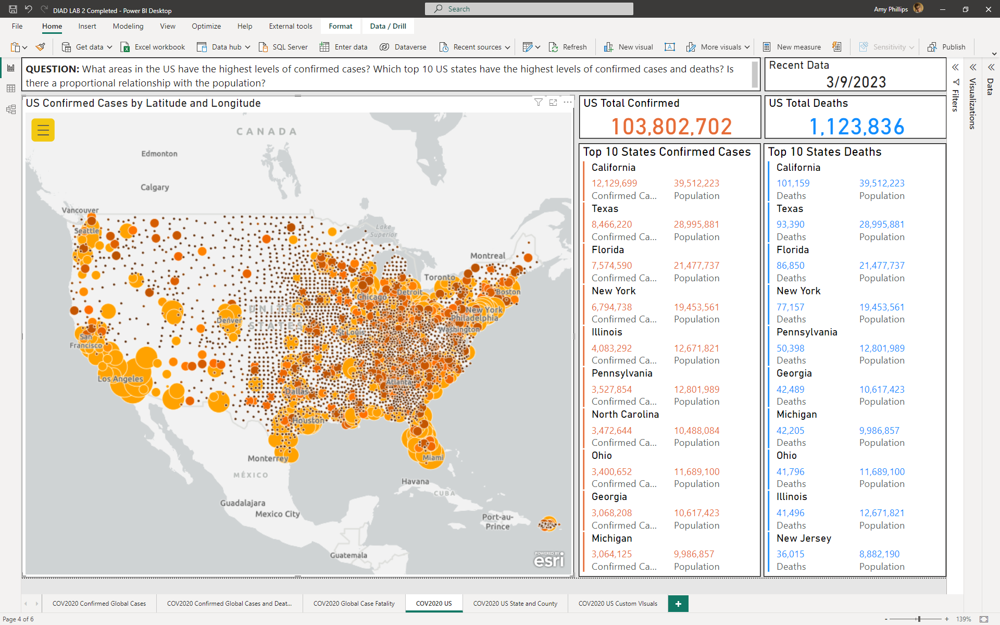 DIAD LAB 2 Completed - Power BI Desktop
Search
Amy Phillips
File Home Insert Modeling View Optimize Help External tools Format Data / Drill
Get data Excel workbook Data hub SQL Server Enter data Dataverse Recent sources Refresh New visual More visuals New measure Sensitivity Publish
QUESTION: What areas in the US have the highest levels of confirmed cases? Which top 10 US states have the highest levels of confirmed cases and deaths? Is
there a proportional relationship with the population?
Recent Data
3/9/2023
Filters
Visualizations
Data
US Confirmed Cases by Latitude and Longitude
CANADA
Edmonton
Calgary
Vancouver
Seattle
Lake
Superior
Montreal
Toronto
Boston
Detroit
Chicago
New York
Philadelphia
UNITED
STATES
Denver
St Louis
Washington
San
Francisco
Los Angeles
Atlanta
Dallas
Houston
Miami
Monterrey
MÉXICO
Havana
CUBA
Guadalajara
Mexico City
Port-au-
Prince
Guatemala
POWERED BY
esri
US Total Confirmed
103,802,702
US Total Deaths
1,123,836
Top 10 States Confirmed Cases
California
12,129,699 39,512,223
Confirmed Ca... Population
Texas
8,466,220 28,995,881
Confirmed Ca... Population
Florida
7,574,590 21,477,737
Confirmed Ca... Population
New York
6,794,738 19,453,561
Confirmed Ca... Population
Illinois
4,083,292 12,671,821
Confirmed Ca... Population
Pennsylvania
3,527,854 12,801,989
Confirmed Ca... Population
North Carolina
3,472,644 10,488,084
Confirmed Ca... Population
Ohio
3,400,652 11,689,100
Confirmed Ca... Population
Georgia
3,068,208 10,617,423
Confirmed Ca... Population
Michigan
3,064,125 9,986,857
Confirmed Ca... Population
Top 10 States Deaths
California
101,159 39,512,223
Deaths Population
Texas
93,390 28,995,881
Deaths Population
Florida
86,850 21,477,737
Deaths Population
New York
77,157 19,453,561
Deaths Population
Pennsylvania
50,398 12,801,989
Deaths Population
Georgia
42,489 10,617,423
Deaths Population
Michigan
42,205 9,986,857
Deaths Population
Ohio
41,796 11,689,100
Deaths Population
Illinois
41,496 12,671,821
Deaths Population
New Jersey
36,015 8,882,190
Deaths Population
COV2020 Confirmed Global Cases COV2020 Confirmed Global Cases and Deat... COV2020 Global Case Fatality COV2020 US COV2020 US State and County COV2020 US Custom VIsuals +
Page 4 of 6
- + 139%